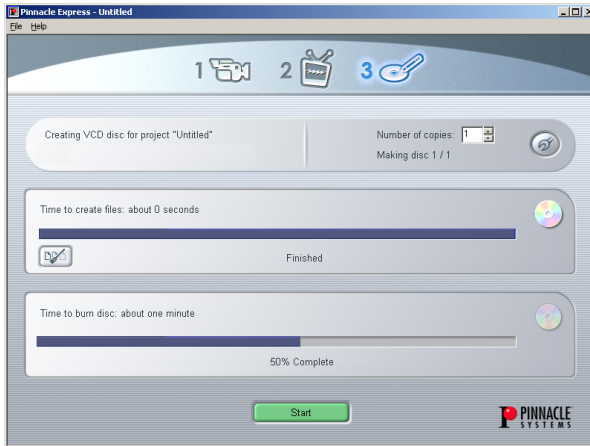 Pinnacle Express - Untitled
File Help
1 2 3
Creating VCD disc for project "Untitled"
Number of copies: 1
Making disc 1 / 1
Time to create files: about 0 seconds
Finished
Time to burn disc: about one minute
50% Complete
Start
PINNACLE
SYSTEMS